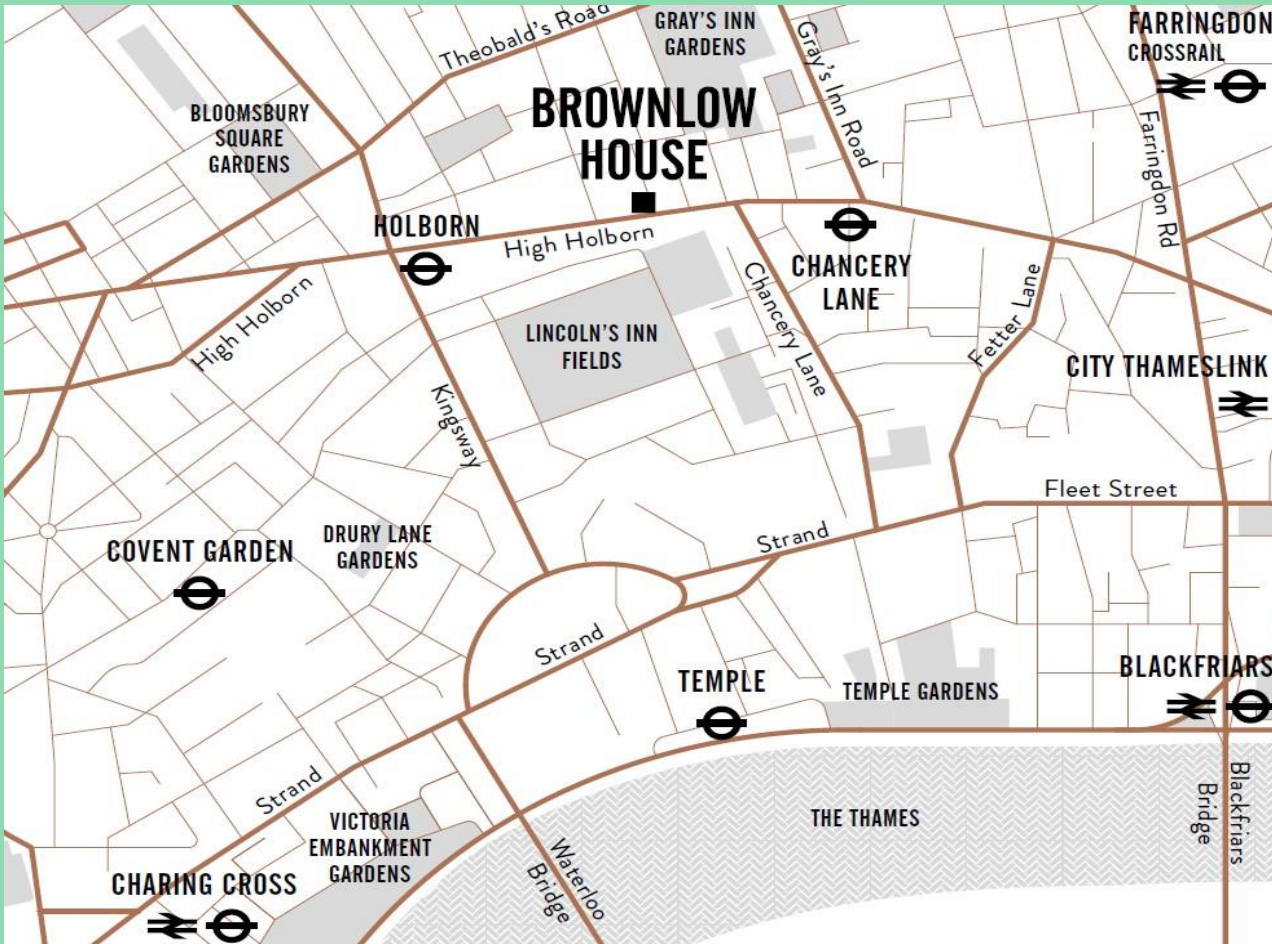 Theobald's Road
GRAY'S INN
GARDENS
Gray's Inn Road
FARRINGDON
CROSSRAIL
Farringdon Rd
BLOOMSBURY
SQUARE
GARDENS
BROWNLOW
HOUSE
HOLBORN
High Holborn
CHANCERY
LANE
Chancery Lane
Fetter Lane
High Holborn
LINCOLN'S INN
FIELDS
CITY THAMESLINK
Kingsway
Fleet Street
COVENT GARDEN
DRURY LANE
GARDENS
Strand
Strand
TEMPLE
TEMPLE GARDENS
BLACKFRIARS
Strand
VICTORIA
EMBANKMENT
GARDENS
THE THAMES
Blackfriars
Bridge
Waterloo
Bridge
CHARING CROSS